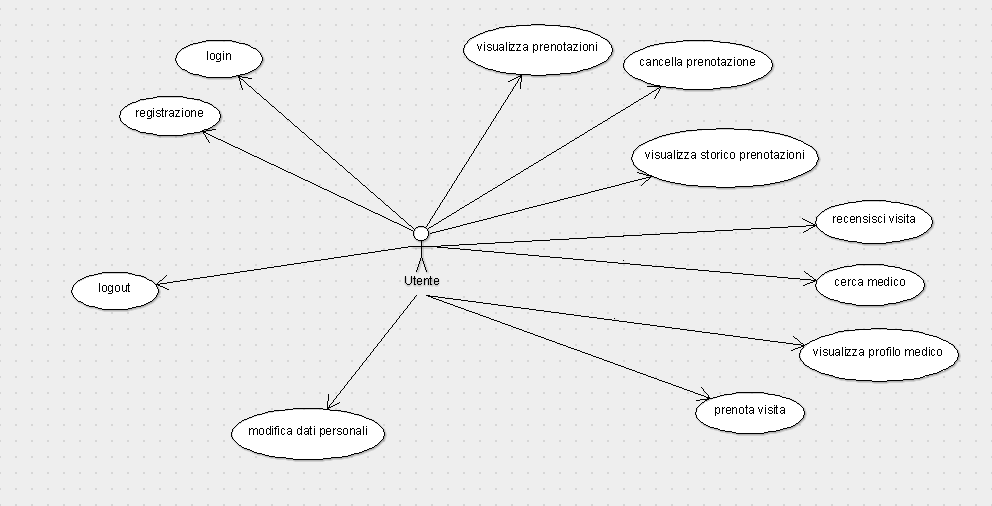 login
visualizza prenotazioni
cancella prenotazione
registrazione
visualizza storico prenotazioni
recensisci visita
Utente
logout
cerca medico
visualizza profilo medico
prenota visita
modifica dati personali